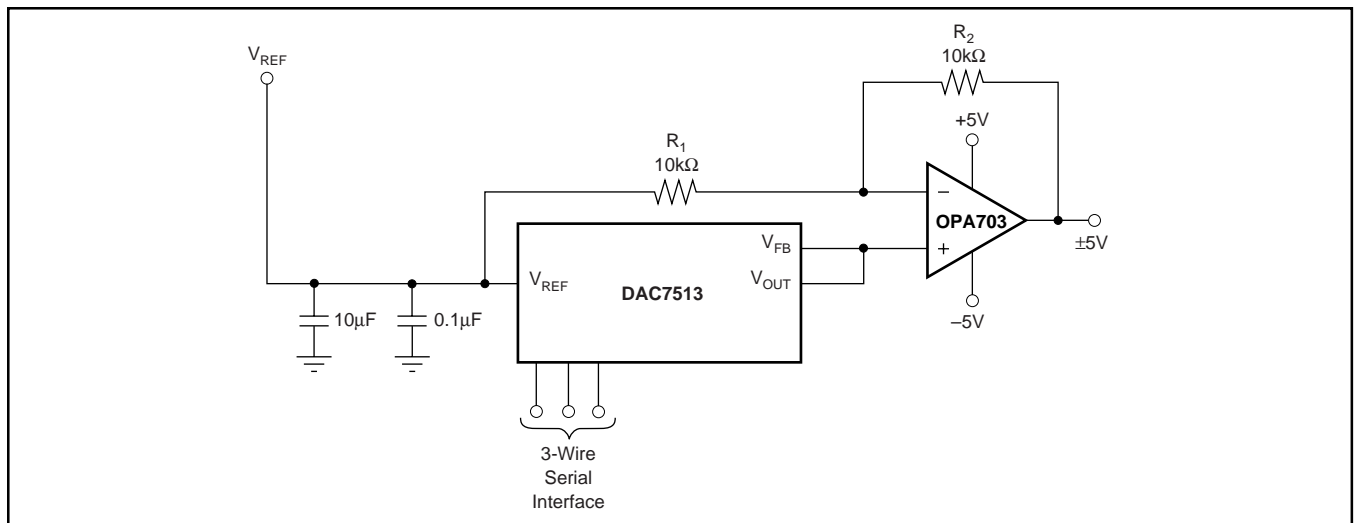 V_REF
R_2
10kΩ
+5V
R_1
10kΩ
−
OPA703
±5V
+
−5V
V_FB
V_REF
DAC7513
V_OUT
10µF
0.1µF
3-Wire
Serial
Interface